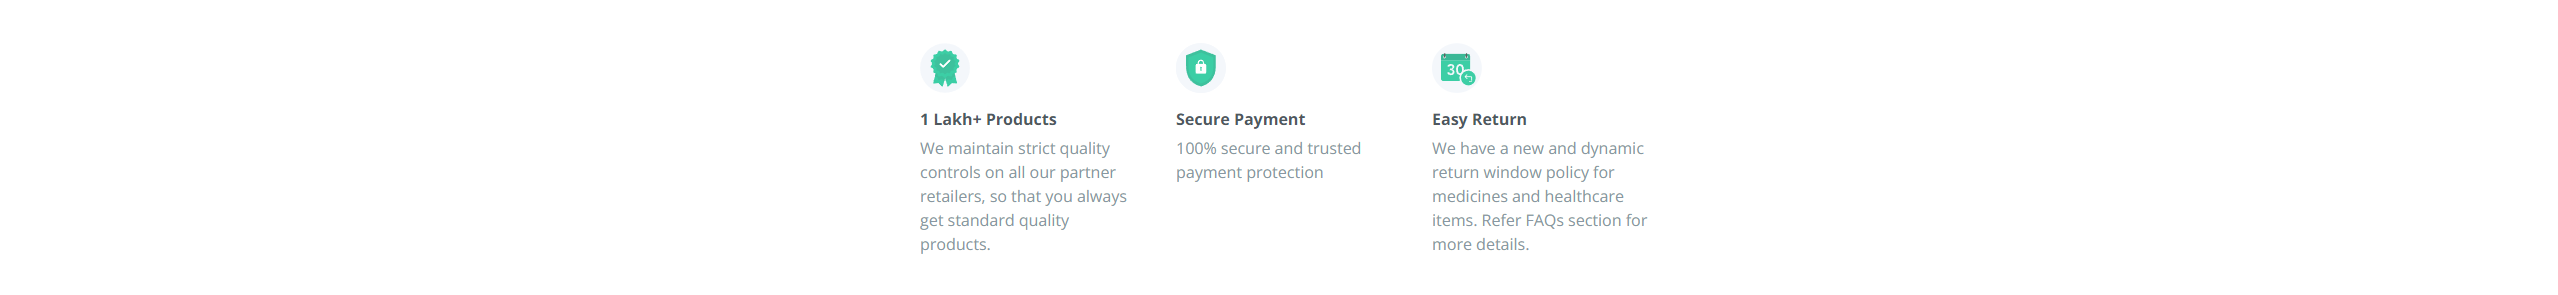 30
1 Lakh+ Products
We maintain strict quality
controls on all our partner
retailers, so that you always
get standard quality
products.
Secure Payment
100% secure and trusted
payment protection
Easy Return
We have a new and dynamic
return window policy for
medicines and healthcare
items. Refer FAQs section for
more details.